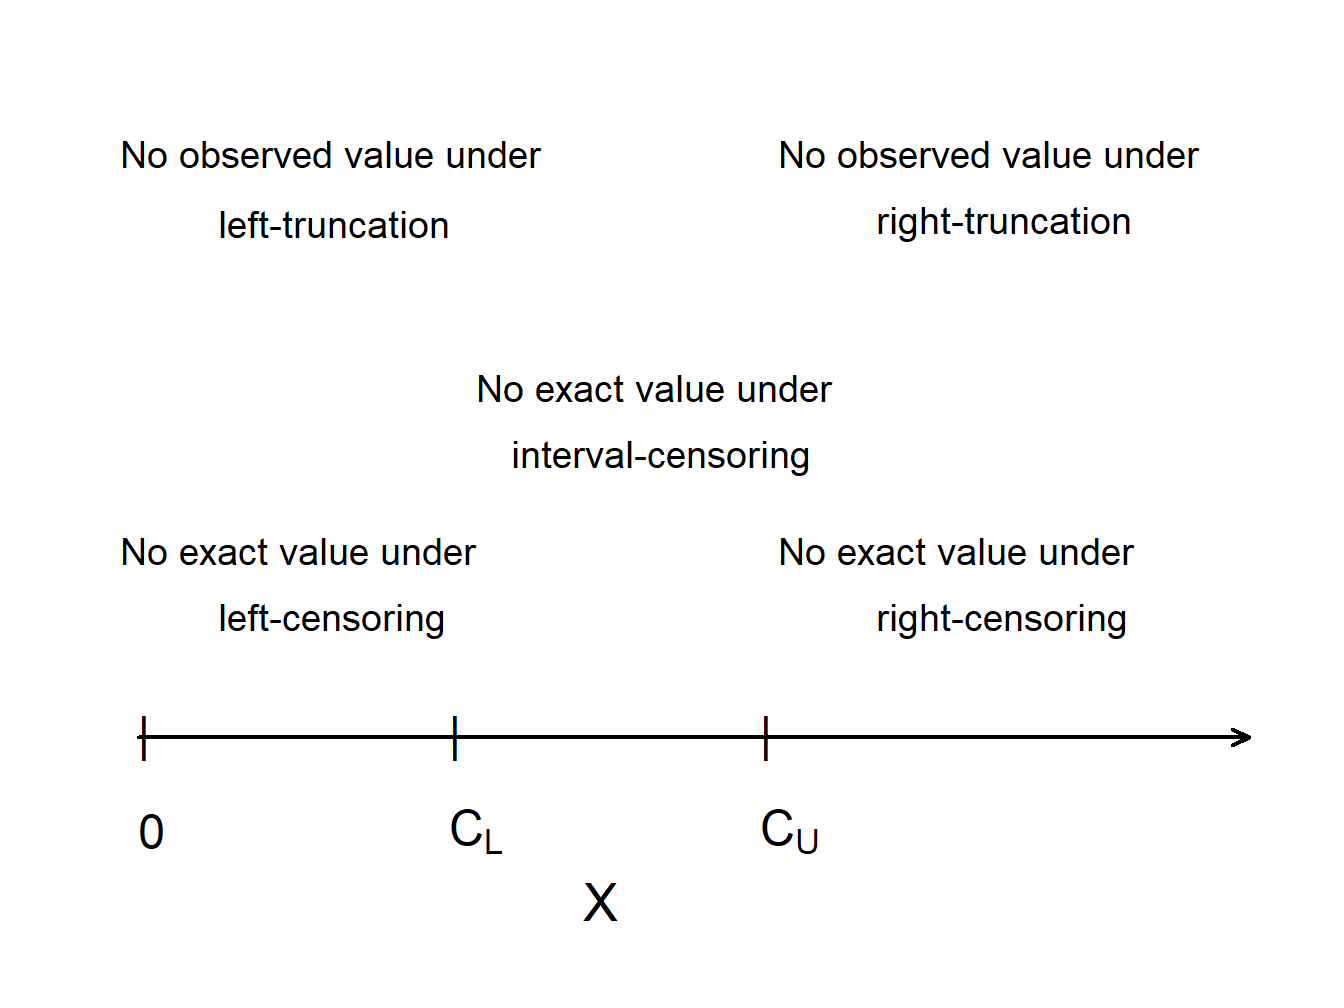 No observed value under
left-truncation
No observed value under
right-truncation
No exact value under
interval-censoring
No exact value under
left-censoring
No exact value under
right-censoring
0
C_L
C_U
X